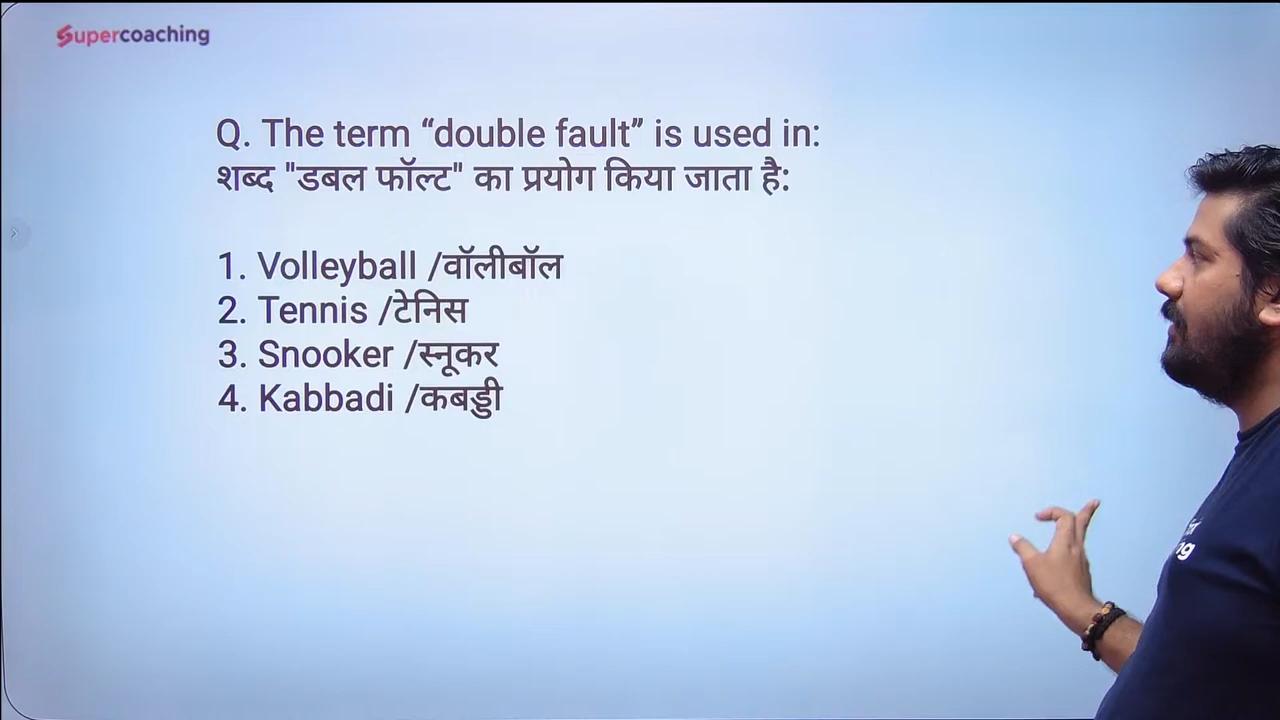 Supercoaching
Q. The term “double fault” is used in:
शब्द "डबल फॉल्ट" का प्रयोग किया जाता है:
1. Volleyball /वॉलीबॉल
2. Tennis /टेनिस
3. Snooker /स्नूकर
4. Kabbadi /कबड्डी